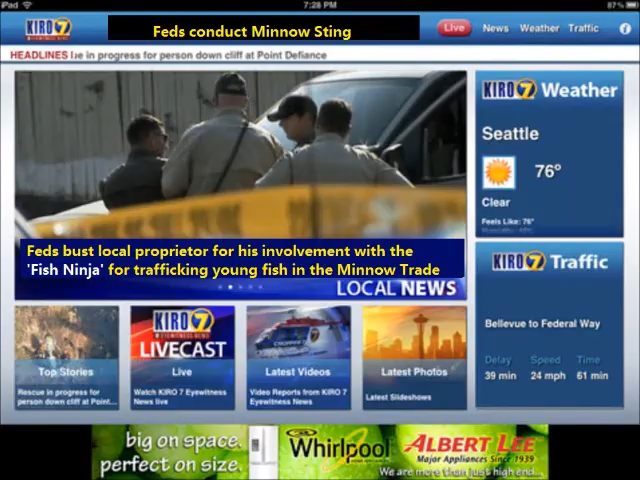 iPad
7:28 PM
87%
KIRO 7
EYEWITNESS NEWS
Feds conduct Minnow Sting
Live
News
Weather
Traffic
i
HEADLINES
e in progress for person down cliff at Point Defiance
Feds bust local proprietor for his involvement with the
'Fish Ninja' for trafficking young fish in the Minnow Trade
LOCAL NEWS
KIRO 7 Weather
Seattle
76°
Clear
Feels Like: 76°
KIRO 7 Traffic
Bellevue to Federal Way
Delay Speed Time
39 min 24 mph 61 min
Top Stories
Rescue in progress for
person down cliff at Point...
KIRO 7
EYEWITNESS NEWS
LIVECAST
Live
Watch KIRO 7 Eyewitness
News live
CHOPPER 7
Latest Videos
Video Reports from KIRO 7
Eyewitness News
Latest Photos
Latest Slideshows
big on space.
perfect on size.
Whirlpool
ALBERT LEE
Major Appliances Since 1939
We are more than just high end...